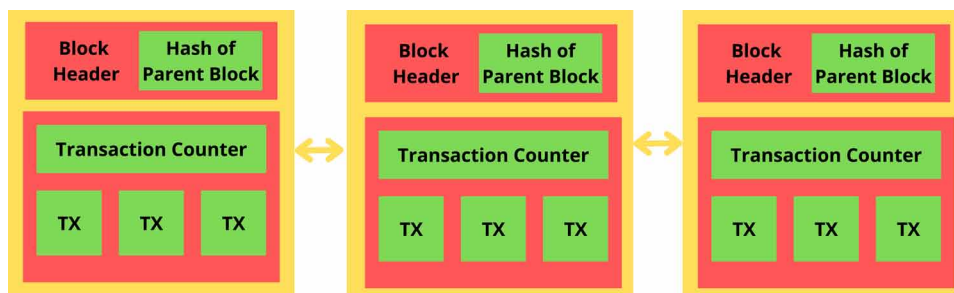 Block
Header
Hash of
Parent Block
Transaction Counter
TX TX TX
Block
Header
Hash of
Parent Block
Transaction Counter
TX TX TX
Block
Header
Hash of
Parent Block
Transaction Counter
TX TX TX